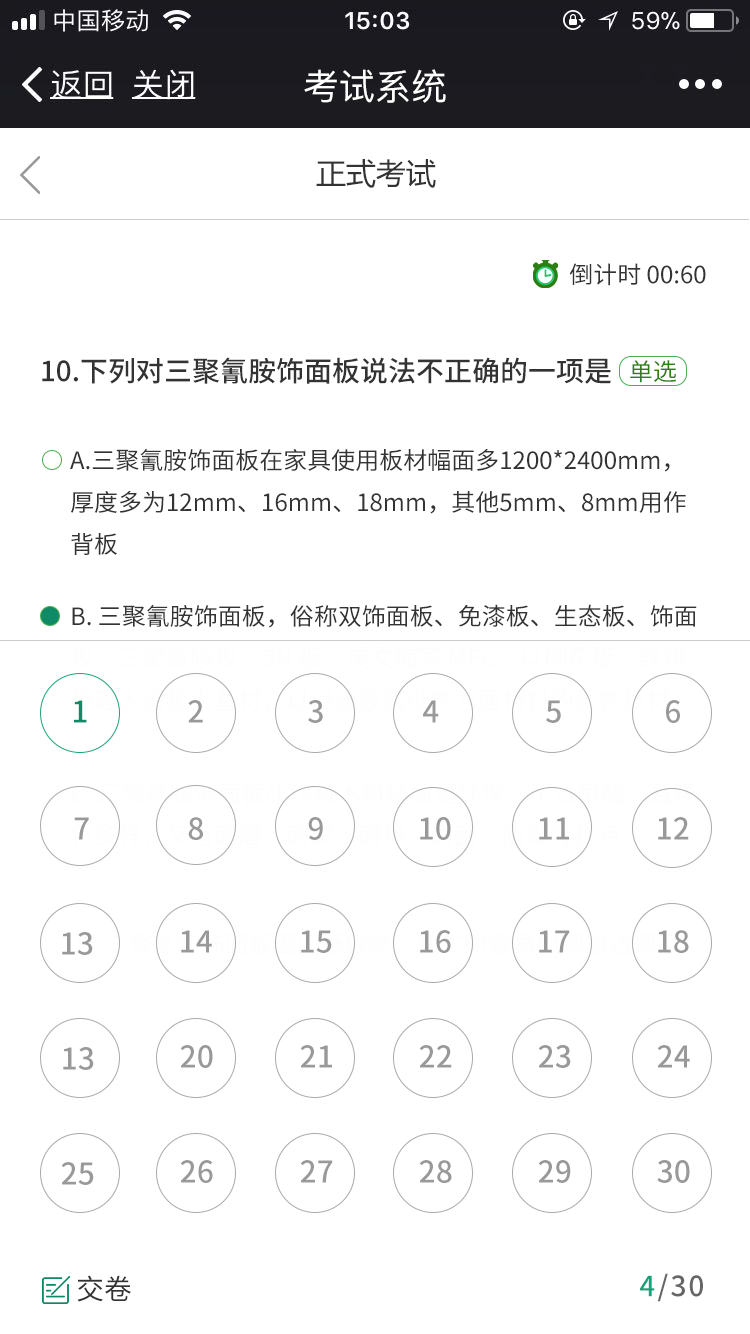 中国移动 15:03 59%
返回 关闭 考试系统
正式考试
倒计时 00:60
10.下列对三聚氰胺饰面板说法不正确的一项是 单选
A.三聚氰胺饰面板在家具使用板材幅面多1200*2400mm，
厚度多为12mm、16mm、18mm，其他5mm、8mm用作
背板
B. 三聚氰胺饰面板，俗称双饰面板、免漆板、生态板、饰面
1 2 3 4 5 6
7 8 9 10 11 12
13 14 15 16 17 18
13 20 21 22 23 24
25 26 27 28 29 30
交卷 4/30